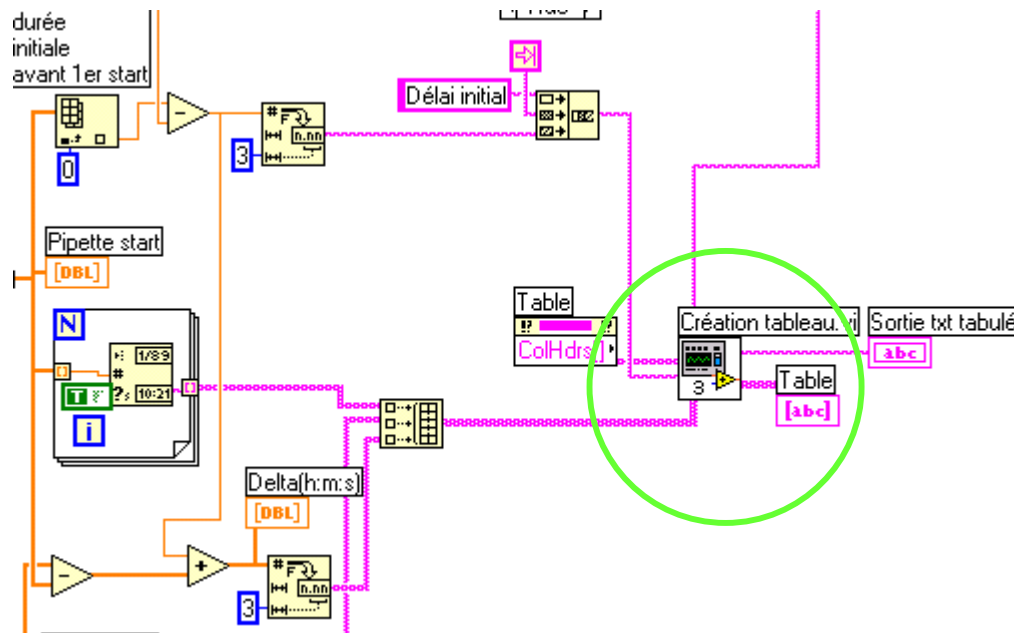 durée
initiale
avant 1er start
Délai initial
# F
n.nn
3
0
Pipette start
[DBL]
N
1/89
#
T
?s 10:21
i
Table
!? ?!
ColHdrs[]
Création tableau.vi
Sortie txt tabulé
abc
3
Table
[abc]
Delta(h:m:s)
[DBL]
# F
n.nn
3